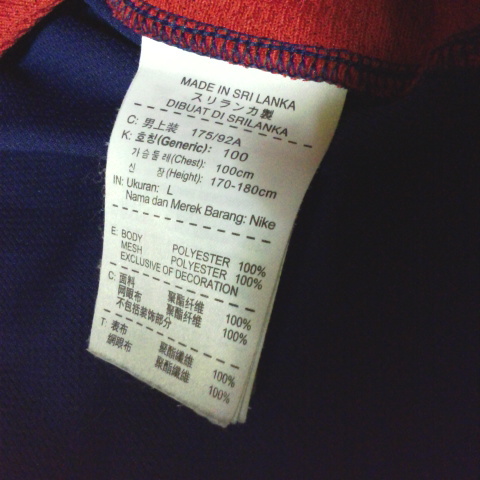 MADE IN SRI LANKA
スリランカ製
DIBUAT DI SRILANKA
C: 男上装 175/92A
K: 호칭(Generic): 100
가슴둘레(Chest): 100cm
신 장(Height): 170-180cm
IN: Ukuran: L
Nama dan Merek Barang: Nike
E: BODY POLYESTER 100%
MESH POLYESTER 100%
EXCLUSIVE OF DECORATION
C: 面料 聚酯纤维 100%
网眼布 聚酯纤维 100%
不包括装饰部分
T: 表布 聚酯纖維 100%
網眼布 聚酯纖維 100%